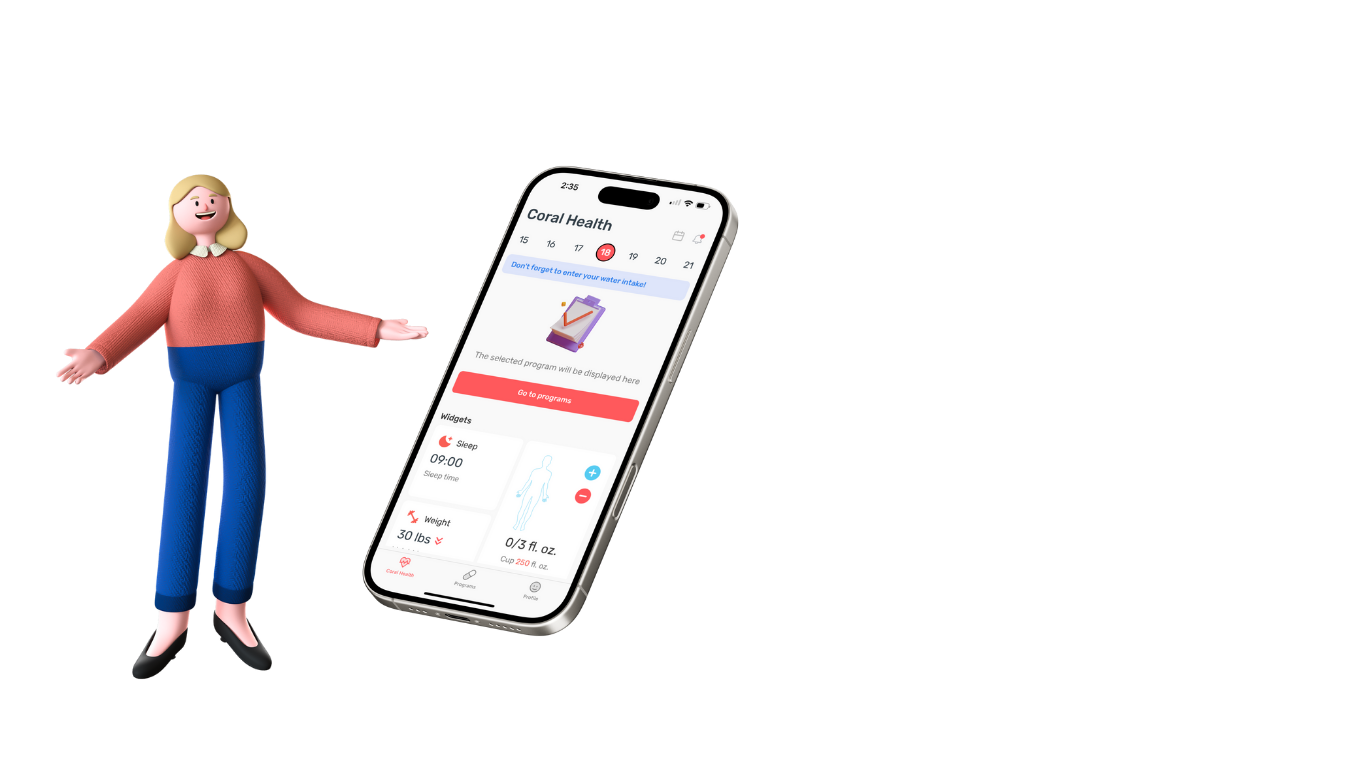 2:35
Coral Health
15 16 17 18 19 20 21
Don't forget to enter your water intake!
The selected program will be displayed here
Go to programs
Widgets
Sleep
09:00
Sleep time
Weight
30 lbs
0/3 fl. oz.
Cup 250 fl. oz.
Coral Health
Programs
Profile